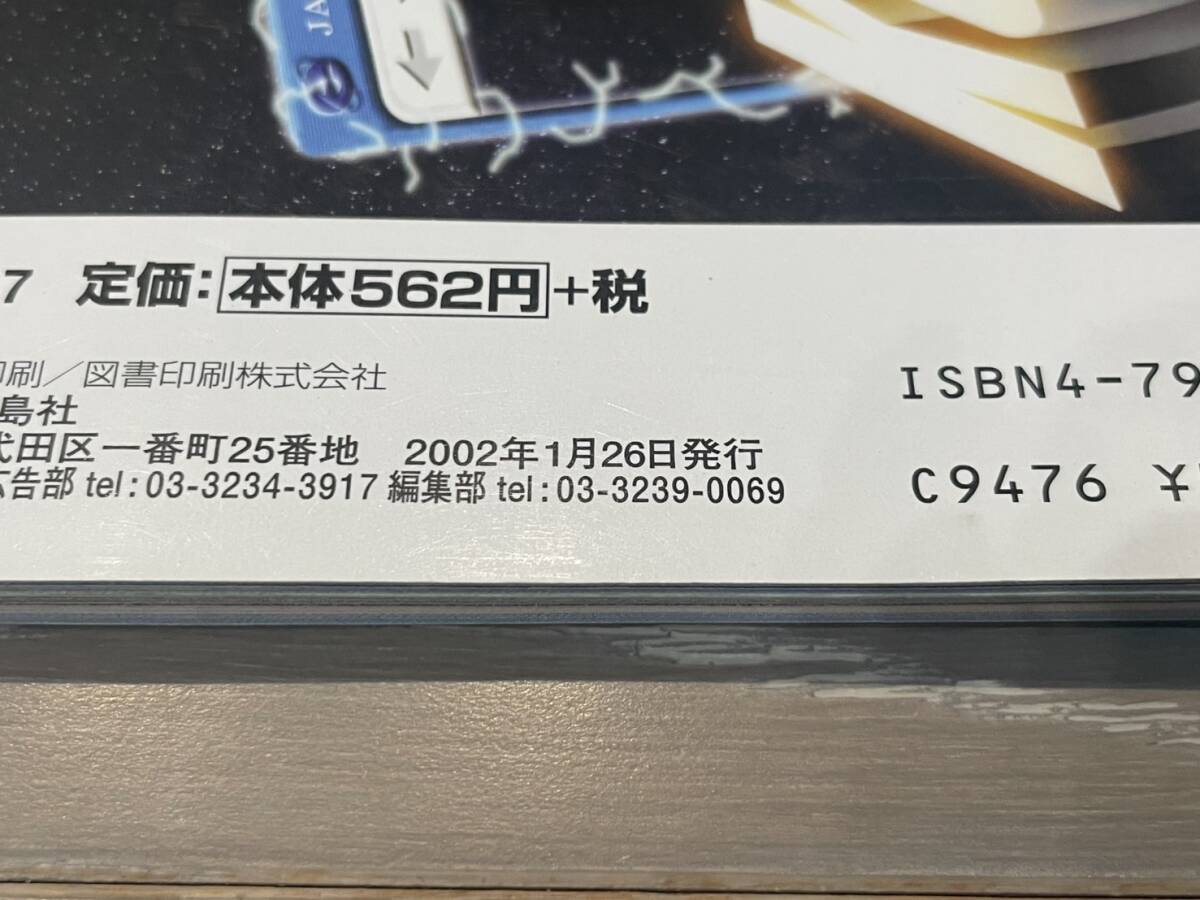 JA
7 定価:本体562円+税
印刷/図書印刷株式会社
島社
代田区一番町25番地 2002年1月26日発行
広告部 tel:03-3234-3917 編集部 tel:03-3239-0069
ISBN4-79
C9476 ¥